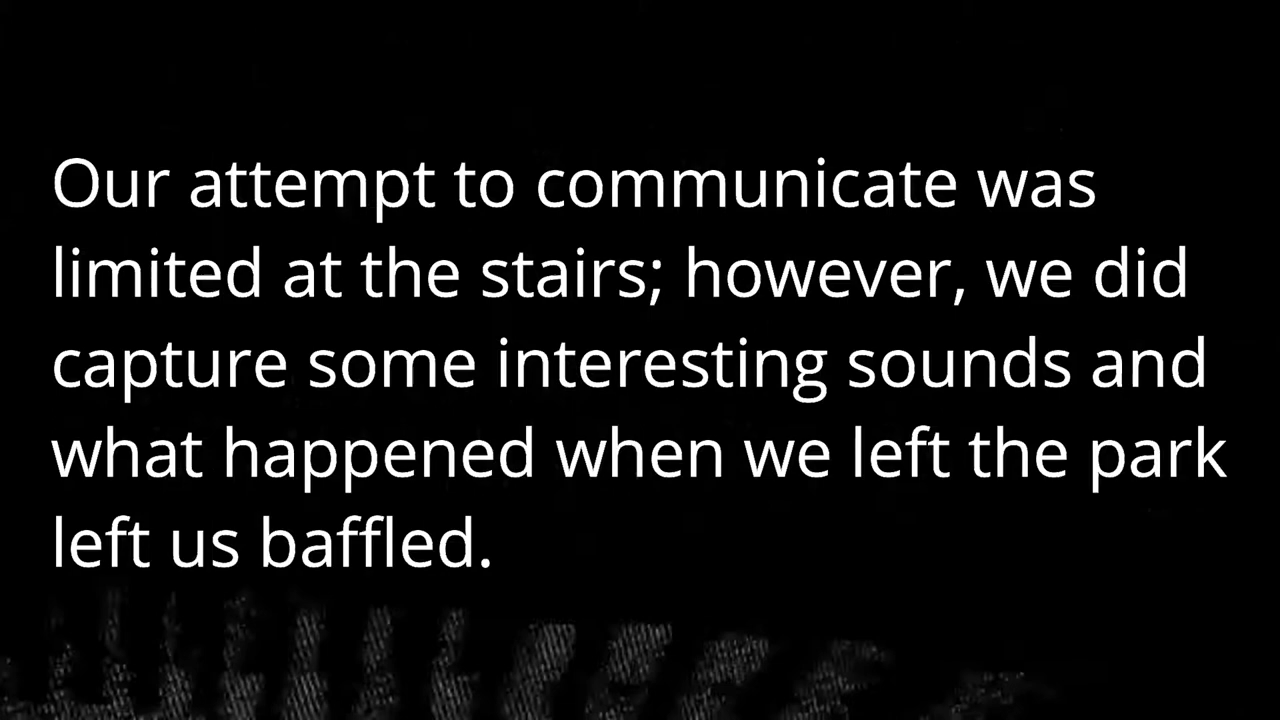 Our attempt to communicate was
limited at the stairs; however, we did
capture some interesting sounds and
what happened when we left the park
left us baffled.